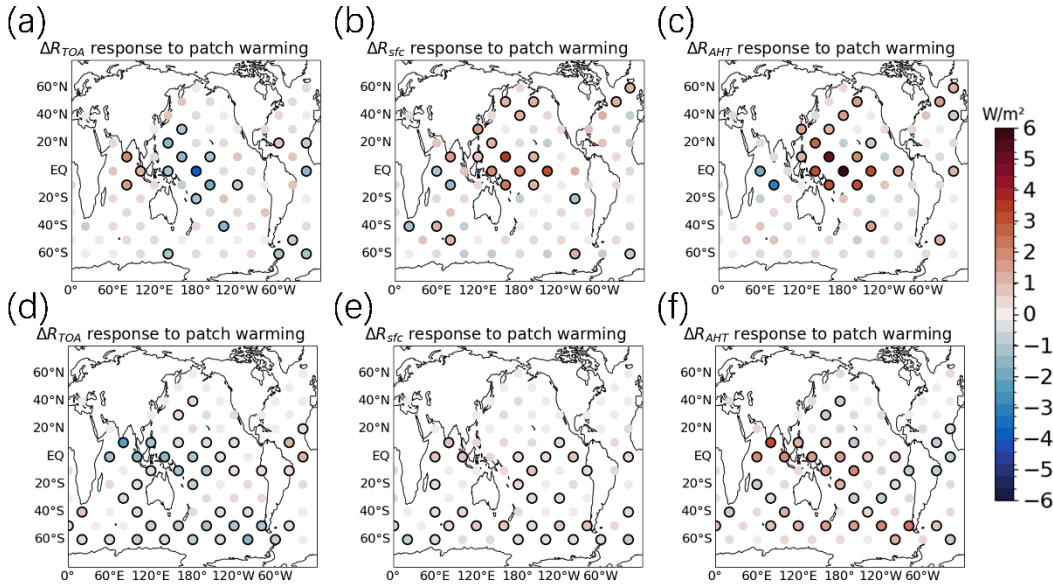 (a) (b) (c)
ΔR_TOA response to patch warming ΔR_sfc response to patch warming ΔR_AHT response to patch warming
W/m²
60°N 60°N 60°N
40°N 40°N 40°N
20°N 20°N 20°N
EQ EQ EQ
20°S 20°S 20°S
40°S 40°S 40°S
60°S 60°S 60°S
0° 60°E 120°E 180° 120°W 60°W 0° 60°E 120°E 180° 120°W 60°W 0° 60°E 120°E 180° 120°W 60°W
6
5
4
3
2
1
0
−1
−2
−3
−4
−5
−6
(d) (e) (f)
ΔR_TOA response to patch warming ΔR_sfc response to patch warming ΔR_AHT response to patch warming
60°N 60°N 60°N
40°N 40°N 40°N
20°N 20°N 20°N
EQ EQ EQ
20°S 20°S 20°S
40°S 40°S 40°S
60°S 60°S 60°S
0° 60°E 120°E 180° 120°W 60°W 0° 60°E 120°E 180° 120°W 60°W 0° 60°E 120°E 180° 120°W 60°W